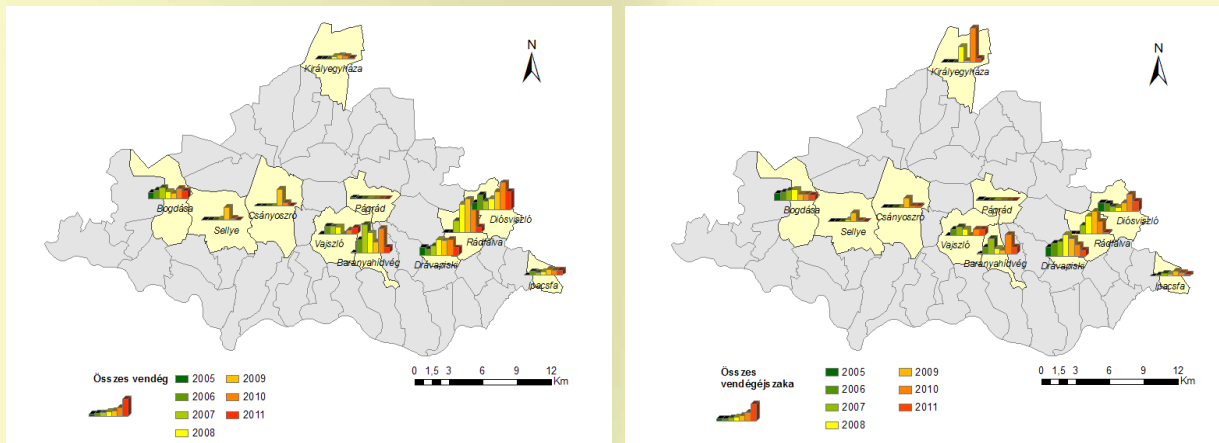 N
Királyegyháza
Bogdása
Sellye
Csányoszró
Págrád
Vajszló
Baranyahídvég
Drávapiski
Rádfalva
Diósviszló
Ipacsfa
Összes vendég
2005
2006
2007
2008
2009
2010
2011
0 1,5 3 6 9 12
Km
N
Királyegyháza
Bogdása
Sellye
Csányoszró
Págrád
Vajszló
Baranyahídvég
Drávapiski
Rádfalva
Diósviszló
Ipacsfa
Összes
vendégéjszaka
2005
2006
2007
2008
2009
2010
2011
0 1,5 3 6 9 12
Km